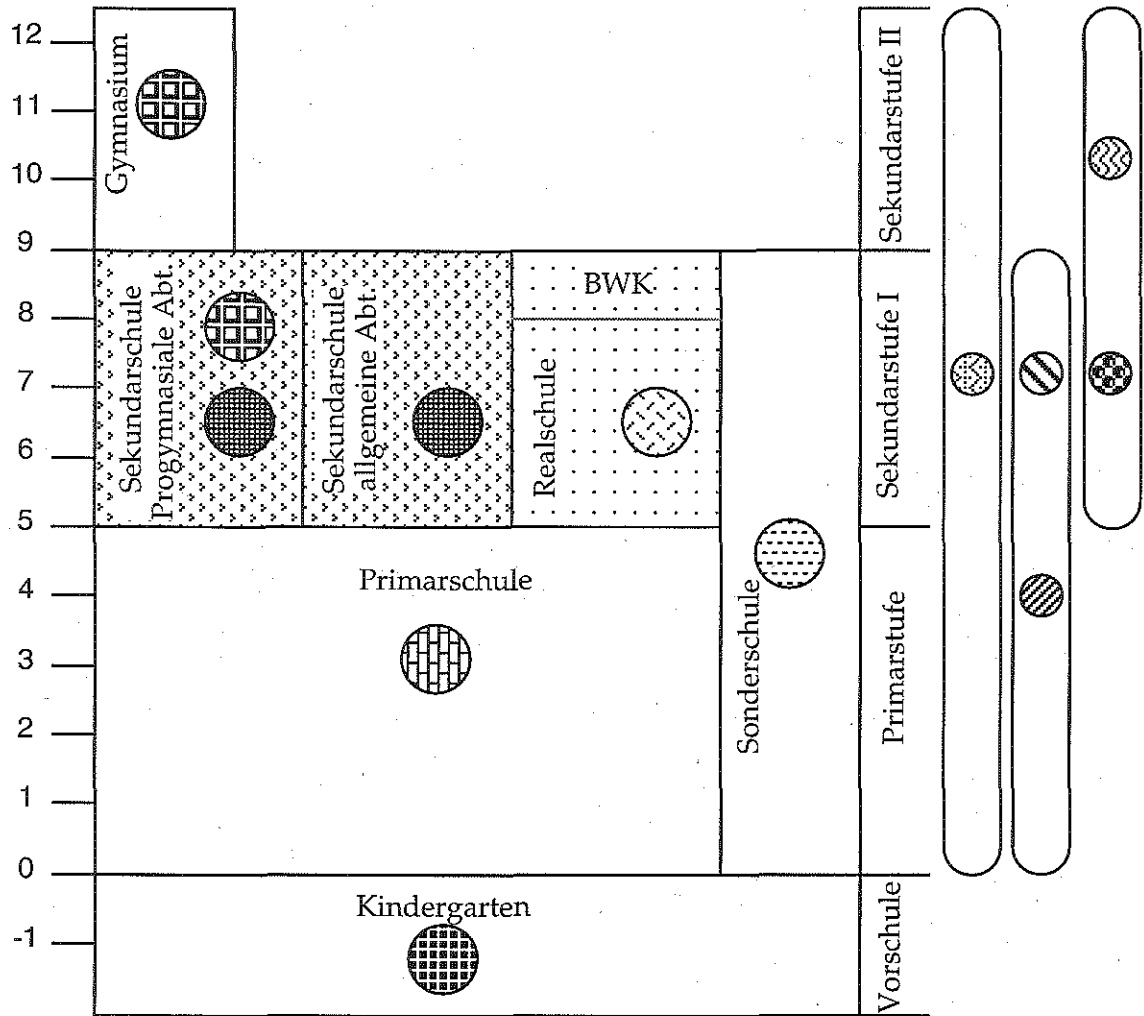 12
11
10
9
8
7
6
5
4
3
2
1
0
-1
Gymnasium
Sekundarschule
Progymnasiale Abt.
Sekundarschule
allgemeine Abt.
BWK
Realschule
Primarschule
Sonderschule
Kindergarten
Sekundarstufe II
Sekundarstufe I
Primarstufe
Vorschule